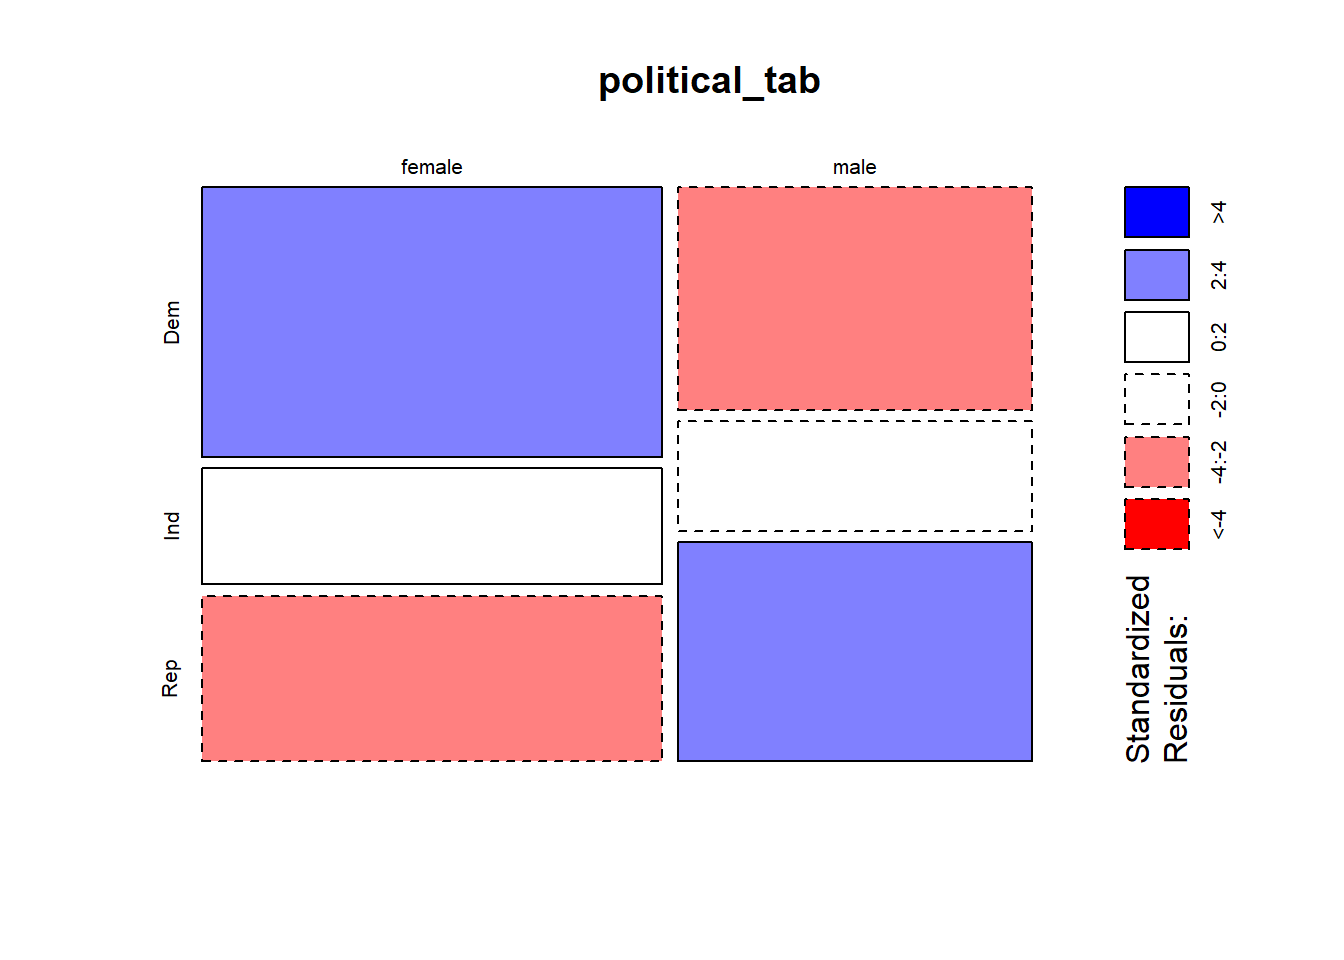 political_tab
female
male
Dem
Ind
Rep
>4
2:4
0:2
-2:0
-4:-2
<-4
Standardized
Residuals: